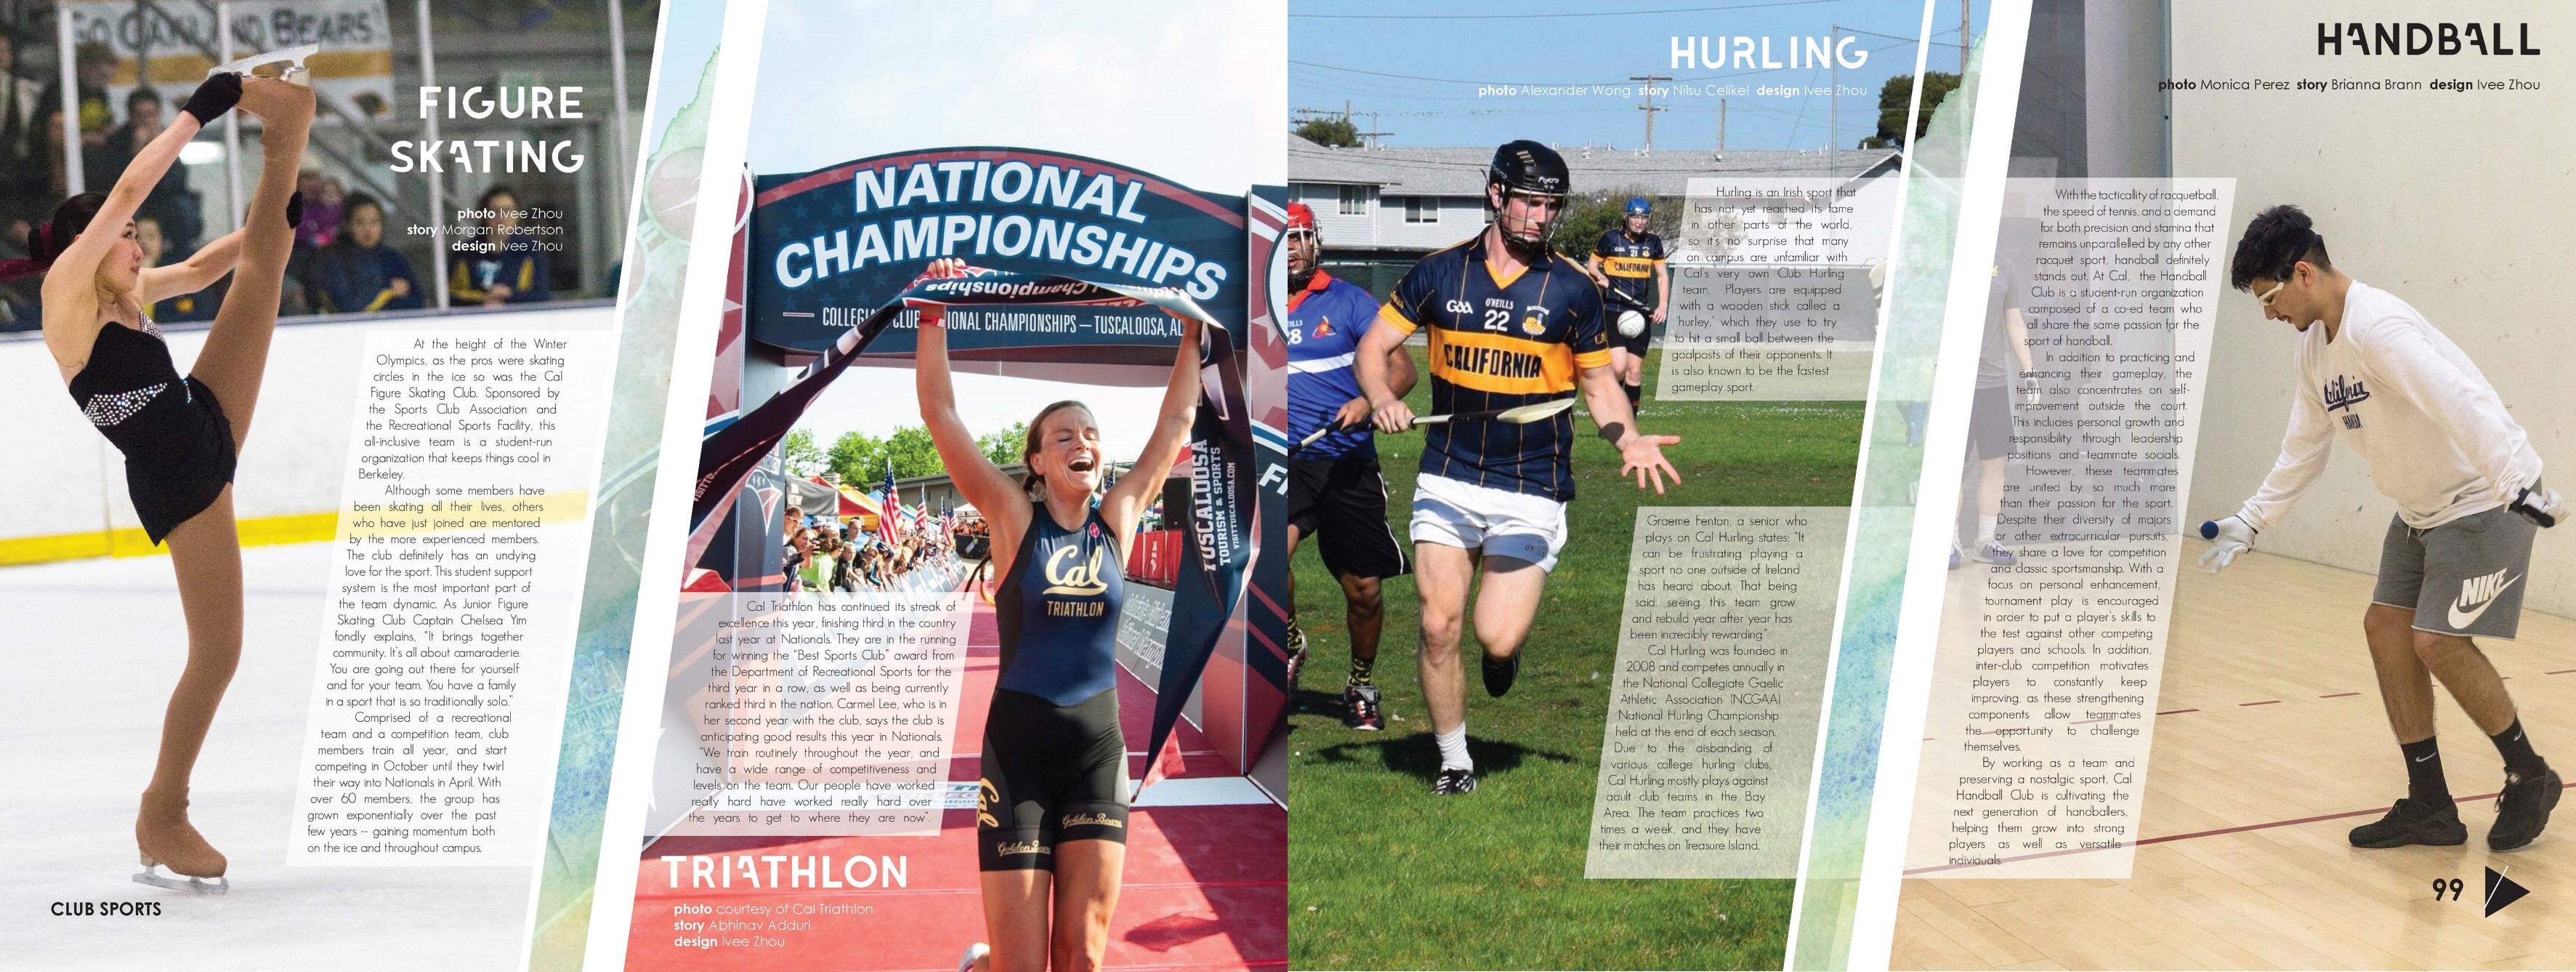 GO OAKLAND BEARS!
FIGURE
SKATING
photo Ivee Zhou
story Morgan Robertson
design Ivee Zhou
At the height of the Winter
Olympics, as the pros were skating
circles in the ice so was the Cal
Figure Skating Club. Sponsored by
the Sports Club Association and
the Recreational Sports Facility, this
all-inclusive team is a student-run
organization that keeps things cool in
Berkeley.
Although some members have
been skating all their lives, others
who have just joined are mentored
by the more experienced members.
The club definitely has an undying
love for the sport. This student support
system is the most important part of
the team dynamic. As Junior Figure
Skating Club Captain Chelsea Yim
fondly explains, "It brings together
community. It's all about camaraderie.
You are going out there for yourself
and for your team. You have a family
in a sport that is so traditionally solo."
Comprised of a recreational
team and a competition team, club
members train all year, and start
competing in October until they twirl
their way into Nationals in April. With
over 60 members, the group has
grown exponentially over the past
few years -- gaining momentum both
on the ice and throughout campus.
CLUB SPORTS
NATIONAL
CHAMPIONSHIPS
Championships
TUSCALOOSA, AL
TUSCALOOSA
TOURISM & SPORTS
VISITTUSCALOOSA.COM
Cal
TRIATHLON
Cal
Golden Bears
Golden Bears
Cal Triathlon has continued its streak of
excellence this year, finishing third in the country
last year at Nationals. They are in the running
for winning the "Best Sports Club" award from
the Department of Recreational Sports for the
third year in a row, as well as being currently
ranked third in the nation. Carmel Lee, who is in
her second year with the club, says the club is
anticipating good results this year in Nationals.
"We train routinely throughout the year, and
have a wide range of competitiveness and
levels on the team. Our people have worked
really hard have worked really hard over
the years to get to where they are now".
TRIATHLON
photo courtesy of Cal Triathlon
story Abhinav Adduri
design Ivee Zhou
HURLING
photo Alexander Wong story Nilsu Celikel design Ivee Zhou
GAA
O'NEILLS
22
CALIFORNIA
21
CALIFORNIA
28
Hurling is an Irish sport that
has not yet reached its fame
in other parts of the world,
so it's no surprise that many
on campus are unfamiliar with
Cal's very own Club Hurling
team. Players are equipped
with a wooden stick called a
'hurley,' which they use to try
to hit a small ball between the
goalposts of their opponents. It
is also known to be the fastest
gameplay sport.
Graeme Fenton, a senior who
plays on Cal Hurling states: "It
can be frustrating playing a
sport no one outside of Ireland
has heard about. That being
said, seeing this team grow
and rebuild year after year has
been incredibly rewarding."
Cal Hurling was founded in
2008 and competes annually in
the National Collegiate Gaelic
Athletic Association (NCGAA)
National Hurling Championship
held at the end of each season.
Due to the disbanding of
various college hurling clubs,
Cal Hurling mostly plays against
adult club teams in the Bay
Area. The team practices two
times a week, and they have
their matches on Treasure Island.
HANDBALL
photo Monica Perez story Brianna Brann design Ivee Zhou
With the tacticallity of racquetball,
the speed of tennis, and a demand
for both precision and stamina that
remains unparallelled by any other
racquet sport, handball definitely
stands out. At Cal, the Handball
Club is a student-run organization
composed of a co-ed team who
all share the same passion for the
sport of handball.
In addition to practicing and
enhancing their gameplay, the
team also concentrates on self-
improvement outside the court.
This includes personal growth and
responsibility through leadership
positions and teammate socials.
However, these teammates
are united by so much more
than their passion for the sport.
Despite their diversity of majors
or other extracurricular pursuits,
they share a love for competition
and classic sportsmanship. With a
focus on personal enhancement,
tournament play is encouraged
in order to put a player's skills to
the test against other competing
players and schools. In addition,
inter-club competition motivates
players to constantly keep
improving, as these strengthening
components allow teammates
the opportunity to challenge
themselves.
By working as a team and
preserving a nostalgic sport, Cal
Handball Club is cultivating the
next generation of handballers,
helping them grow into strong
players as well as versatile
individuals.
California
NIKE
99